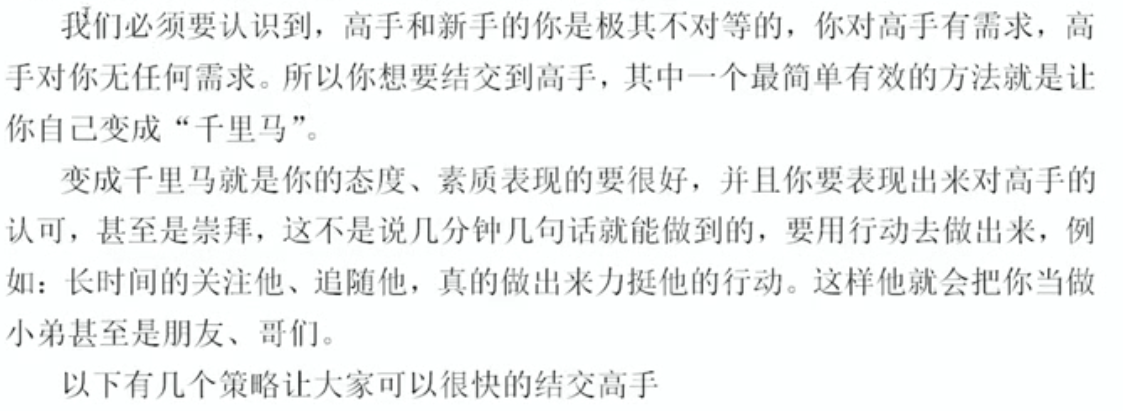 我们必须要认识到，高手和新手的你是极其不对等的，你对高手有需求，高
手对你无任何需求。所以你想要结交到高手，其中一个最简单有效的方法就是让
你自己变成“千里马”。
变成千里马就是你的态度、素质表现的要很好，并且你要表现出来对高手的
认可，甚至是崇拜，这不是说几分钟几句话就能做到的，要用行动去做出来，例
如：长时间的关注他、追随他，真的做出来力挺他的行动。这样他就会把你当做
小弟甚至是朋友、哥们。
以下有几个策略让大家可以很快的结交高手